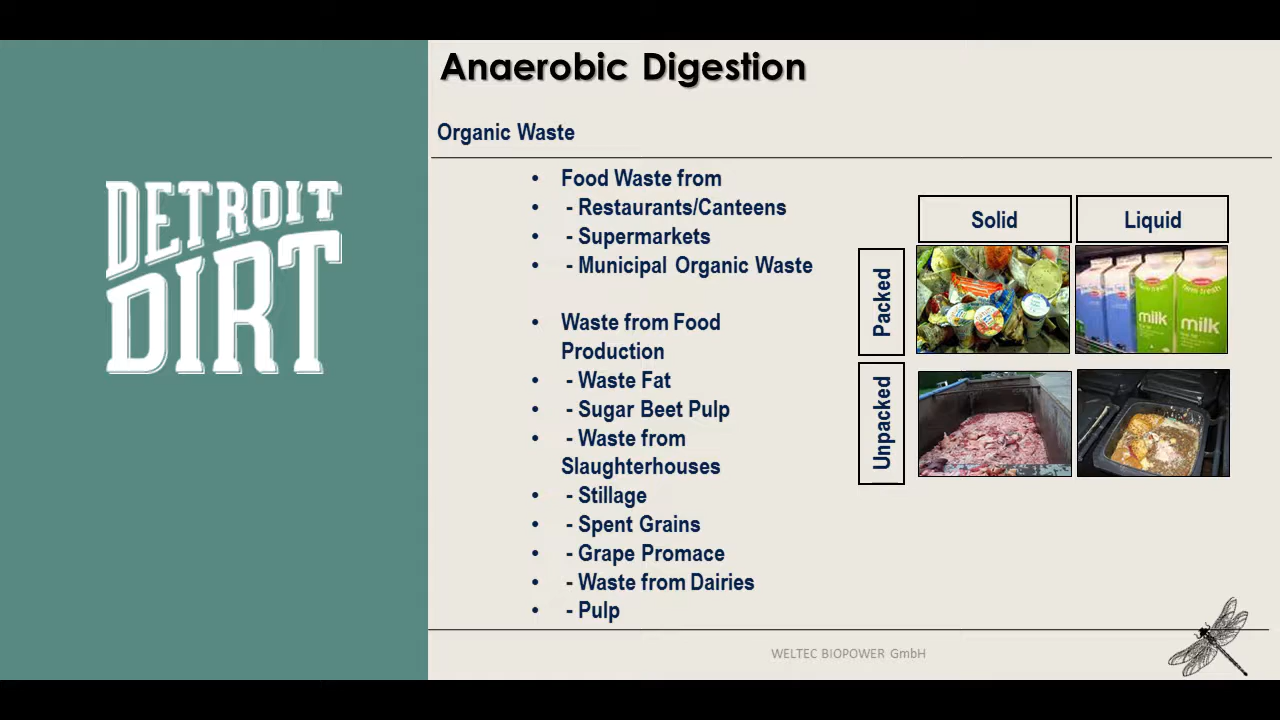 Anaerobic Digestion
Organic Waste
DETROIT
DIRT
• Food Waste from
• - Restaurants/Canteens
• - Supermarkets
• - Municipal Organic Waste
• Waste from Food
Production
• - Waste Fat
• - Sugar Beet Pulp
• - Waste from
Slaughterhouses
• - Stillage
• - Spent Grains
• - Grape Promace
• - Waste from Dairies
• - Pulp
Solid
Liquid
Packed
farm fresh
milk
milk
Unpacked
WELTEC BIOPOWER GmbH